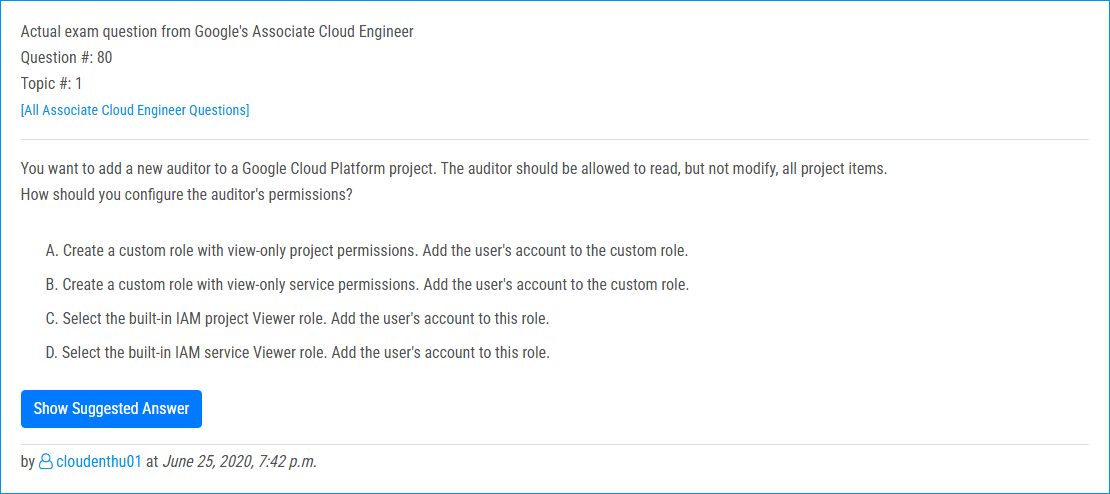 Actual exam question from Google's Associate Cloud Engineer
Question #: 80
Topic #: 1
[All Associate Cloud Engineer Questions]
You want to add a new auditor to a Google Cloud Platform project. The auditor should be allowed to read, but not modify, all project items.
How should you configure the auditor's permissions?
A. Create a custom role with view-only project permissions. Add the user's account to the custom role.
B. Create a custom role with view-only service permissions. Add the user's account to the custom role.
C. Select the built-in IAM project Viewer role. Add the user's account to this role.
D. Select the built-in IAM service Viewer role. Add the user's account to this role.
Show Suggested Answer
by cloudenthu01 at June 25, 2020, 7:42 p.m.